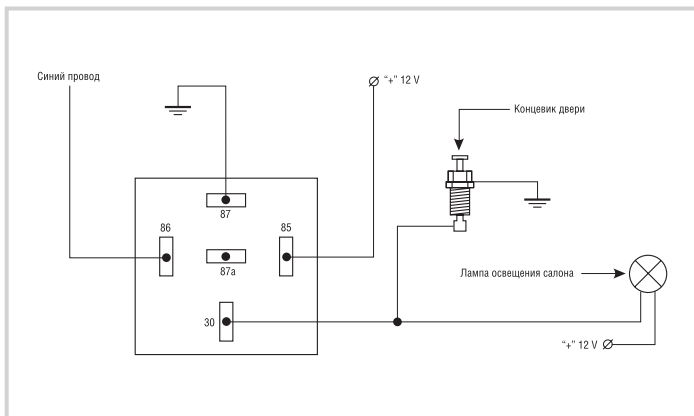 Синий провод
"+" 12 V
Концевик двери
87
86
85
87а
Лампа освещения салона
30
"+" 12 V